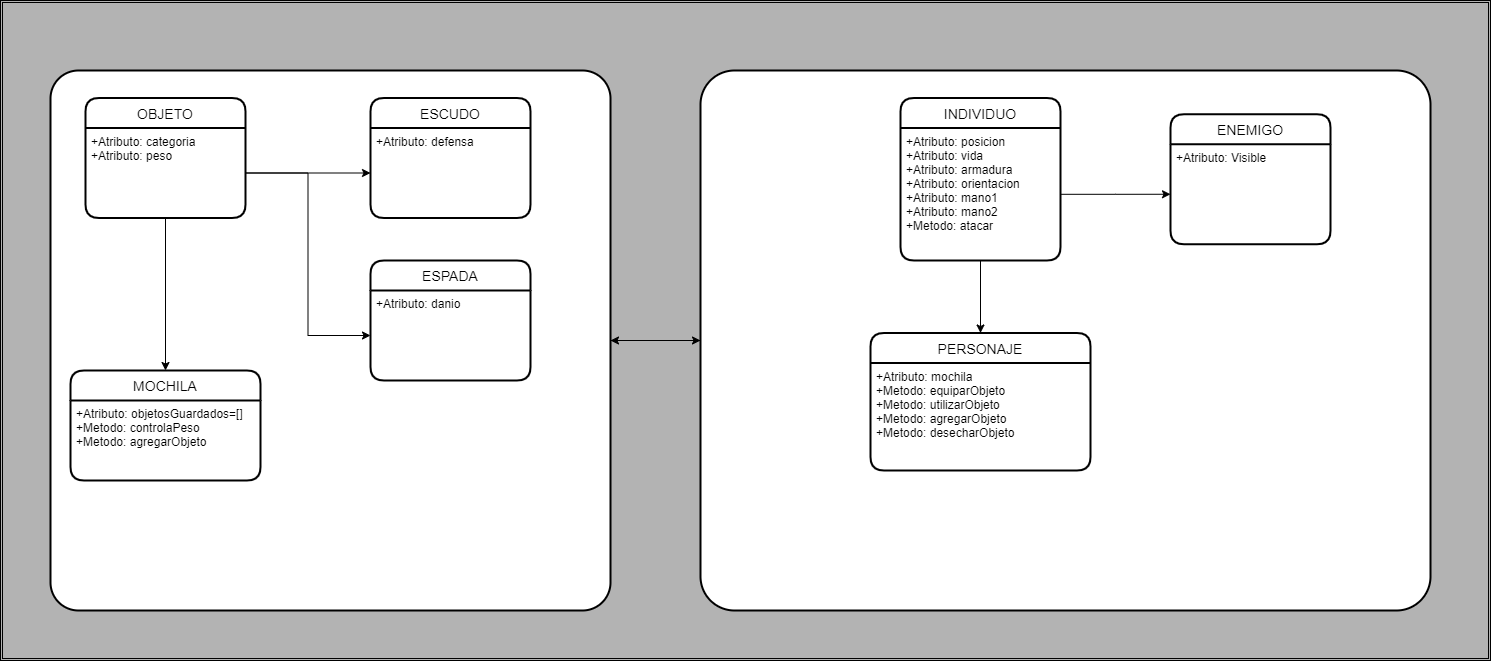 OBJETO
+Atributo: categoria
+Atributo: peso
ESCUDO
+Atributo: defensa
ESPADA
+Atributo: danio
MOCHILA
+Atributo: objetosGuardados=[]
+Metodo: controlaPeso
+Metodo: agregarObjeto
INDIVIDUO
+Atributo: posicion
+Atributo: vida
+Atributo: armadura
+Atributo: orientacion
+Atributo: mano1
+Atributo: mano2
+Metodo: atacar
ENEMIGO
+Atributo: Visible
PERSONAJE
+Atributo: mochila
+Metodo: equiparObjeto
+Metodo: utilizarObjeto
+Metodo: agregarObjeto
+Metodo: desecharObjeto